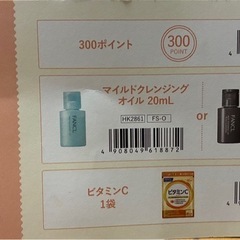 300ポイント
300
POINT
マイルドクレンジング
オイル 20mL
HK2861 FS-O
or
FANCL
4 908049 618872
ビタミンC
1袋
ビタミンC